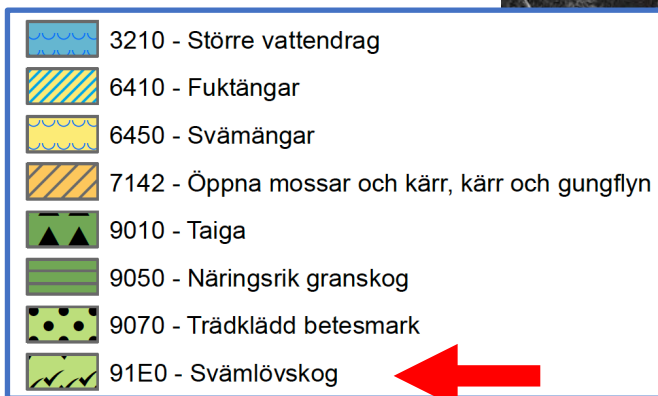 3210 - Större vattendrag
6410 - Fuktängar
6450 - Svämängar
7142 - Öppna mossar och kärr, kärr och gungflyn
9010 - Taiga
9050 - Näringsrik granskog
9070 - Trädklädd betesmark
91E0 - Svämlövskog